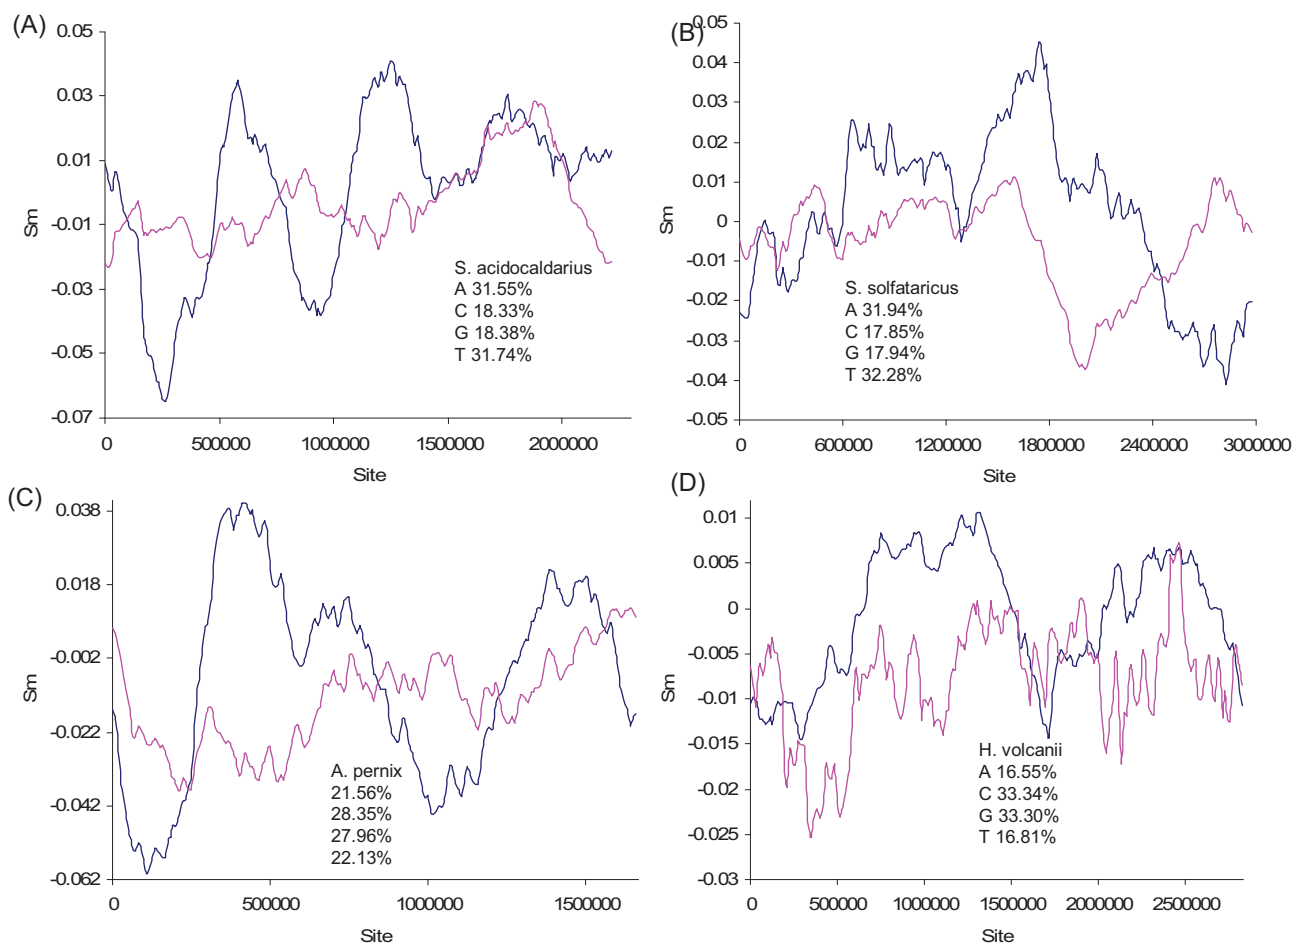 (A)
0.05
0.03
0.01
-0.01
-0.03
-0.05
-0.07
Sm
0 500000 1000000 1500000 2000000
Site
S. acidocaldarius
A 31.55%
C 18.33%
G 18.38%
T 31.74%
(B)
0.05
0.04
0.03
0.02
0.01
0
-0.01
-0.02
-0.03
-0.04
-0.05
Sm
0 600000 1200000 1800000 2400000 3000000
Site
S. solfataricus
A 31.94%
C 17.85%
G 17.94%
T 32.28%
(C)
0.038
0.018
-0.002
-0.022
-0.042
-0.062
Sm
0 500000 1000000 1500000
Site
A. pernix
21.56%
28.35%
27.96%
22.13%
(D)
0.01
0.005
0
-0.005
-0.01
-0.015
-0.02
-0.025
-0.03
Sm
0 500000 1000000 1500000 2000000 2500000
Site
H. volcanii
A 16.55%
C 33.34%
G 33.30%
T 16.81%